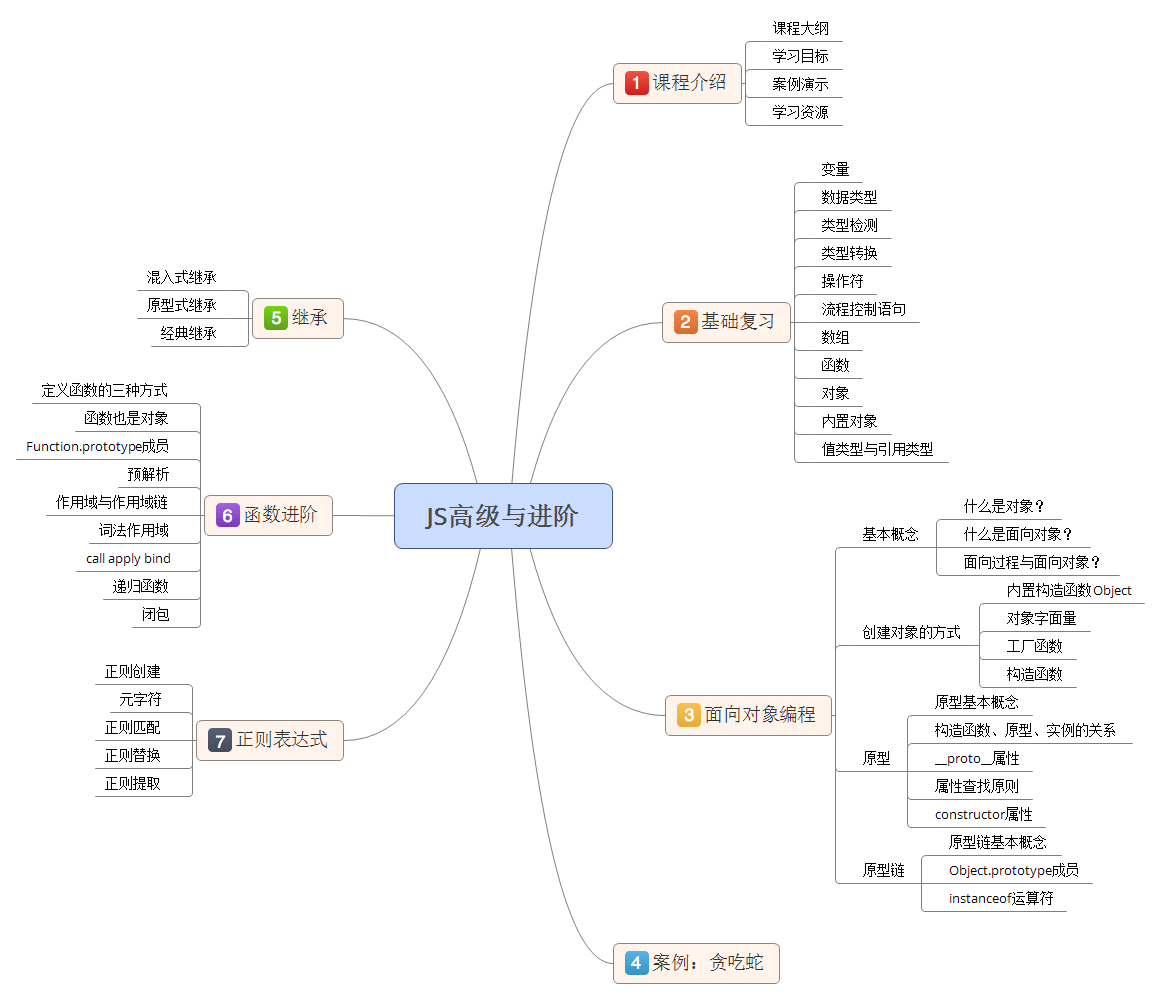 JS高级与进阶
1 课程介绍
课程大纲
学习目标
案例演示
学习资源
2 基础复习
变量
数据类型
类型检测
类型转换
操作符
流程控制语句
数组
函数
对象
内置对象
值类型与引用类型
3 面向对象编程
基本概念
什么是对象？
什么是面向对象？
面向过程与面向对象？
创建对象的方式
内置构造函数Object
对象字面量
工厂函数
构造函数
原型
原型基本概念
构造函数、原型、实例的关系
__proto__属性
属性查找原则
constructor属性
原型链
原型链基本概念
Object.prototype成员
instanceof运算符
4 案例：贪吃蛇
5 继承
混入式继承
原型式继承
经典继承
6 函数进阶
定义函数的三种方式
函数也是对象
Function.prototype成员
预解析
作用域与作用域链
词法作用域
call apply bind
递归函数
闭包
7 正则表达式
正则创建
元字符
正则匹配
正则替换
正则提取